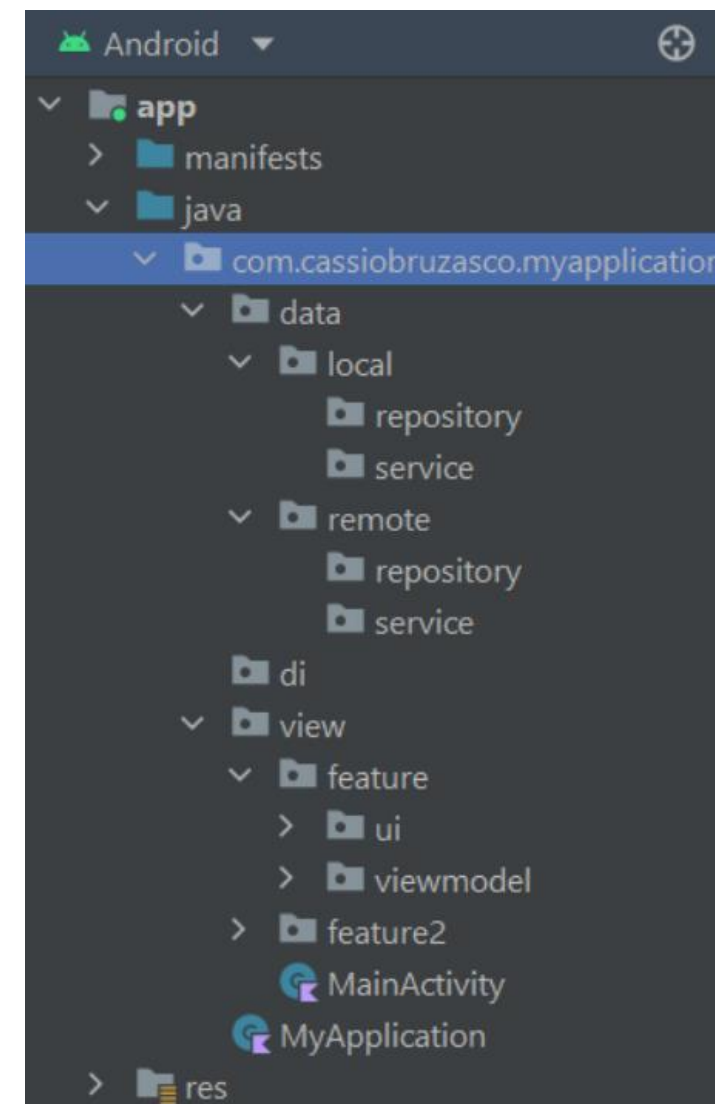 Android
app
manifests
java
com.cassiobruzasco.myapplication
data
local
repository
service
remote
repository
service
di
view
feature
ui
viewmodel
feature2
MainActivity
MyApplication
res